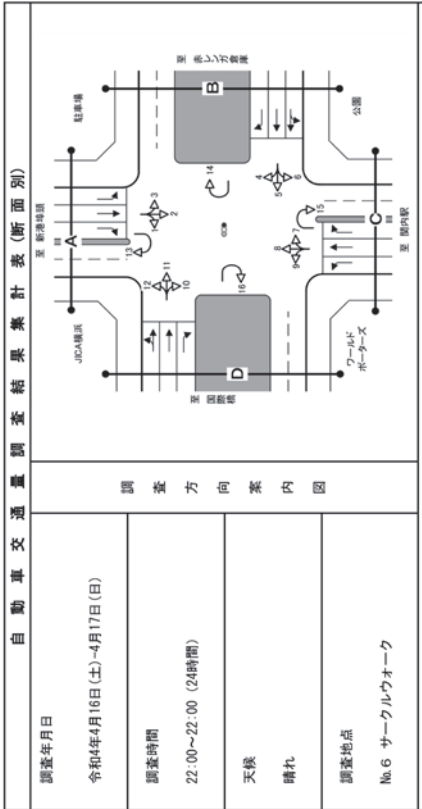 自動車交通量調査結果集計表(断面別)
調査年月日
令和4年4月16日(土)-4月17日(日)
調査時間
22:00~22:00 (24時間)
天候
晴れ
調査地点
№6 サークルウォーク
調査方向案内図
至 新港埠頭
JICA横浜
A
駐車場
13
1
2
3
12
11
10
至 国際橋
D
16
14
B
至 赤レンガ倉庫
4
5
6
9
8
7
15
ワールド
ポーターズ
C
公園
至 関内駅